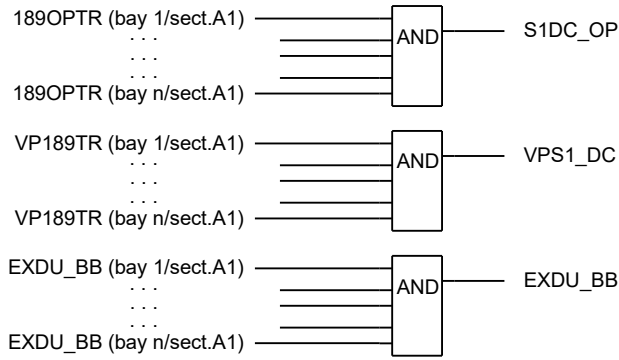 189OPTR (bay 1/sect.A1)
. . .
. . .
. . .
189OPTR (bay n/sect.A1)
AND
S1DC_OP
VP189TR (bay 1/sect.A1)
. . .
. . .
. . .
VP189TR (bay n/sect.A1)
AND
VPS1_DC
EXDU_BB (bay 1/sect.A1)
. . .
. . .
. . .
EXDU_BB (bay n/sect.A1)
AND
EXDU_BB